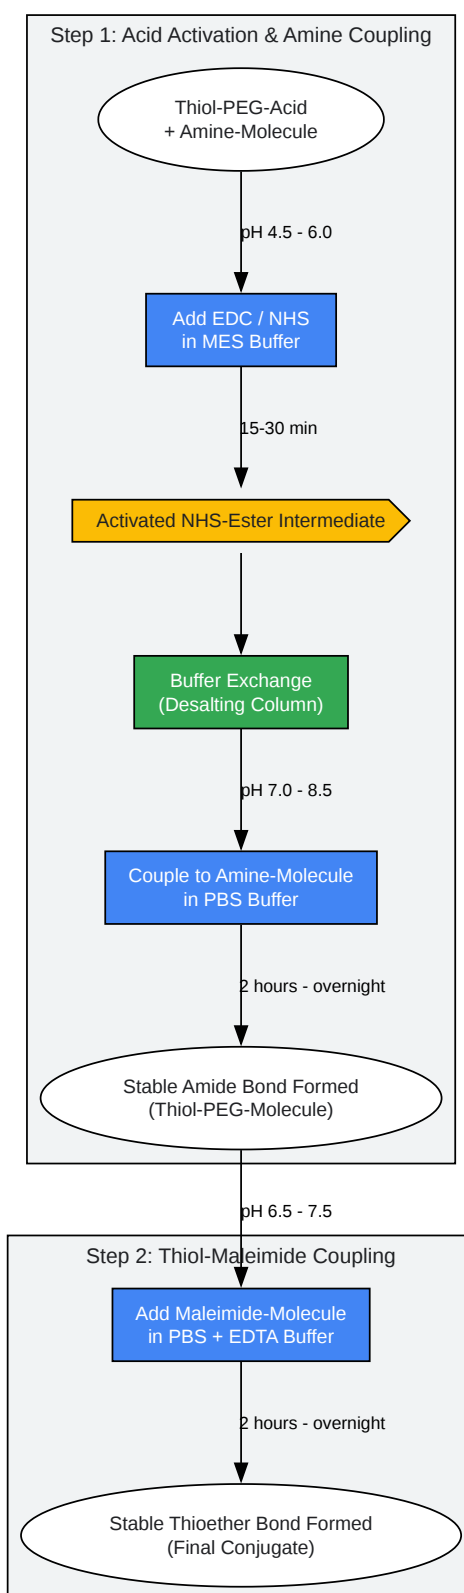 Step 1: Acid Activation & Amine Coupling
Thiol-PEG-Acid
+ Amine-Molecule
pH 4.5 - 6.0
Add EDC / NHS
in MES Buffer
15-30 min
Activated NHS-Ester Intermediate
Buffer Exchange
(Desalting Column)
pH 7.0 - 8.5
Couple to Amine-Molecule
in PBS Buffer
2 hours - overnight
Stable Amide Bond Formed
(Thiol-PEG-Molecule)
pH 6.5 - 7.5
Step 2: Thiol-Maleimide Coupling
Add Maleimide-Molecule
in PBS + EDTA Buffer
2 hours - overnight
Stable Thioether Bond Formed
(Final Conjugate)